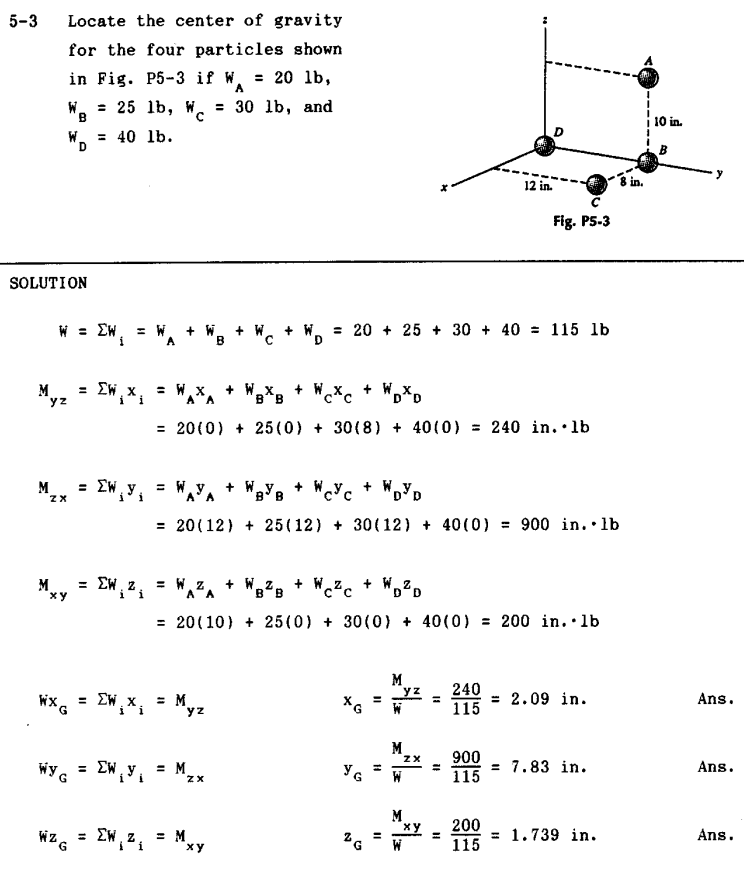 5-3 Locate the center of gravity
for the four particles shown
in Fig. P5-3 if W_A = 20 lb,
W_B = 25 lb, W_C = 30 lb, and
W_D = 40 lb.
z
A
10 in.
D
B
y
x
12 in.
8 in.
C
Fig. P5-3
SOLUTION
W = ΣW_i = W_A + W_B + W_C + W_D = 20 + 25 + 30 + 40 = 115 lb
M_yz = ΣW_i x_i = W_A x_A + W_B x_B + W_C x_C + W_D x_D
= 20(0) + 25(0) + 30(8) + 40(0) = 240 in.·lb
M_zx = ΣW_i y_i = W_A y_A + W_B y_B + W_C y_C + W_D y_D
= 20(12) + 25(12) + 30(12) + 40(0) = 900 in.·lb
M_xy = ΣW_i z_i = W_A z_A + W_B z_B + W_C z_C + W_D z_D
= 20(10) + 25(0) + 30(0) + 40(0) = 200 in.·lb
Wx_G = ΣW_i x_i = M_yz x_G = M_yz/W = 240/115 = 2.09 in. Ans.
Wy_G = ΣW_i y_i = M_zx y_G = M_zx/W = 900/115 = 7.83 in. Ans.
Wz_G = ΣW_i z_i = M_xy z_G = M_xy/W = 200/115 = 1.739 in. Ans.